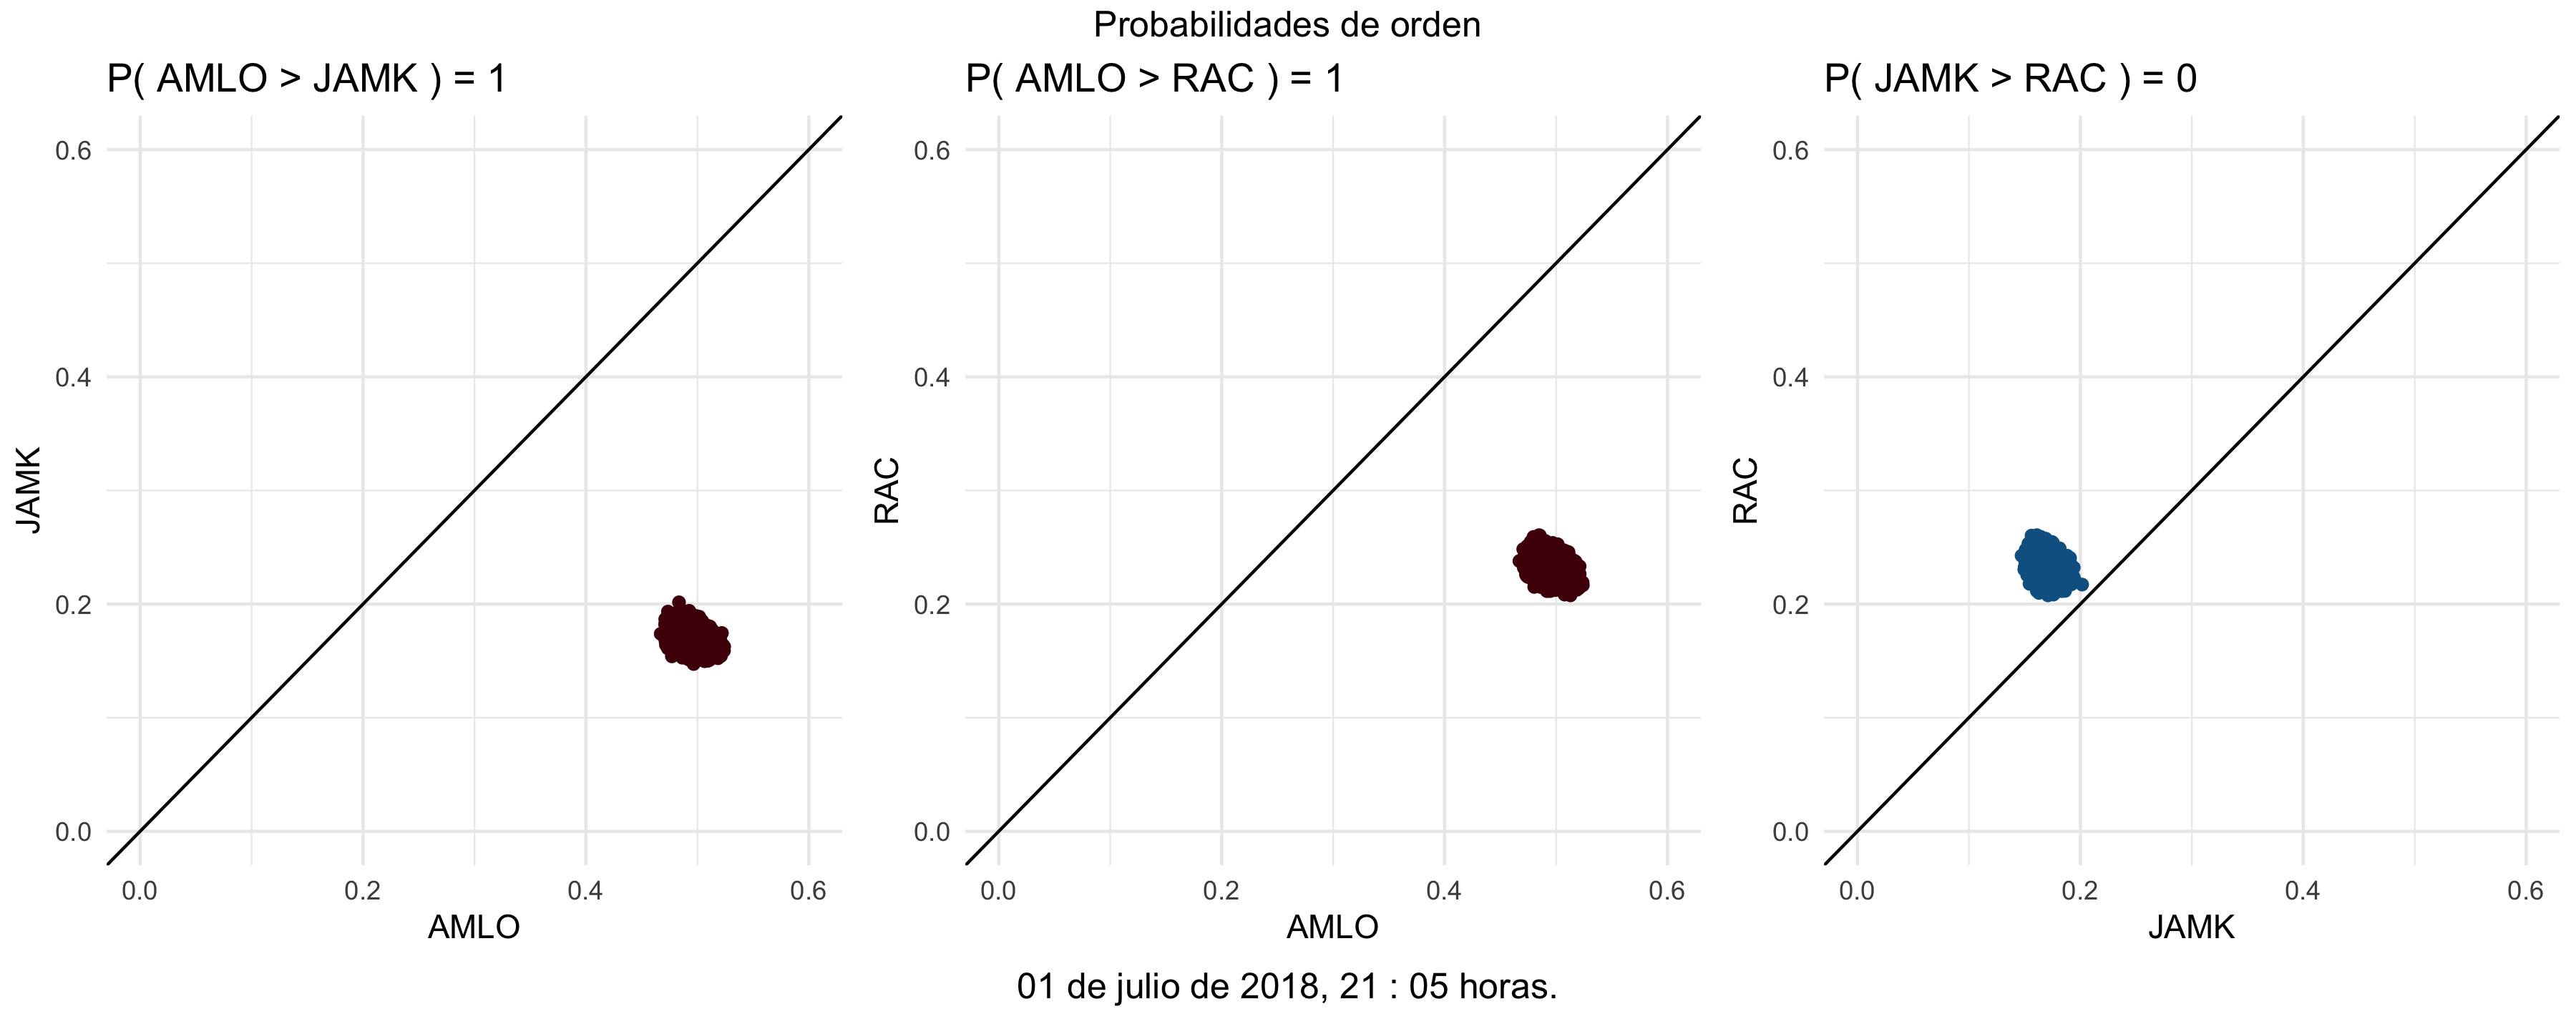 Probabilidades de orden
P( AMLO > JAMK ) = 1
0.6
0.4
0.2
0.0
JAMK
0.0 0.2 0.4 0.6
AMLO
P( AMLO > RAC ) = 1
0.6
0.4
0.2
0.0
RAC
0.0 0.2 0.4 0.6
AMLO
P( JAMK > RAC ) = 0
0.6
0.4
0.2
0.0
RAC
0.0 0.2 0.4 0.6
JAMK
01 de julio de 2018, 21 : 05 horas.